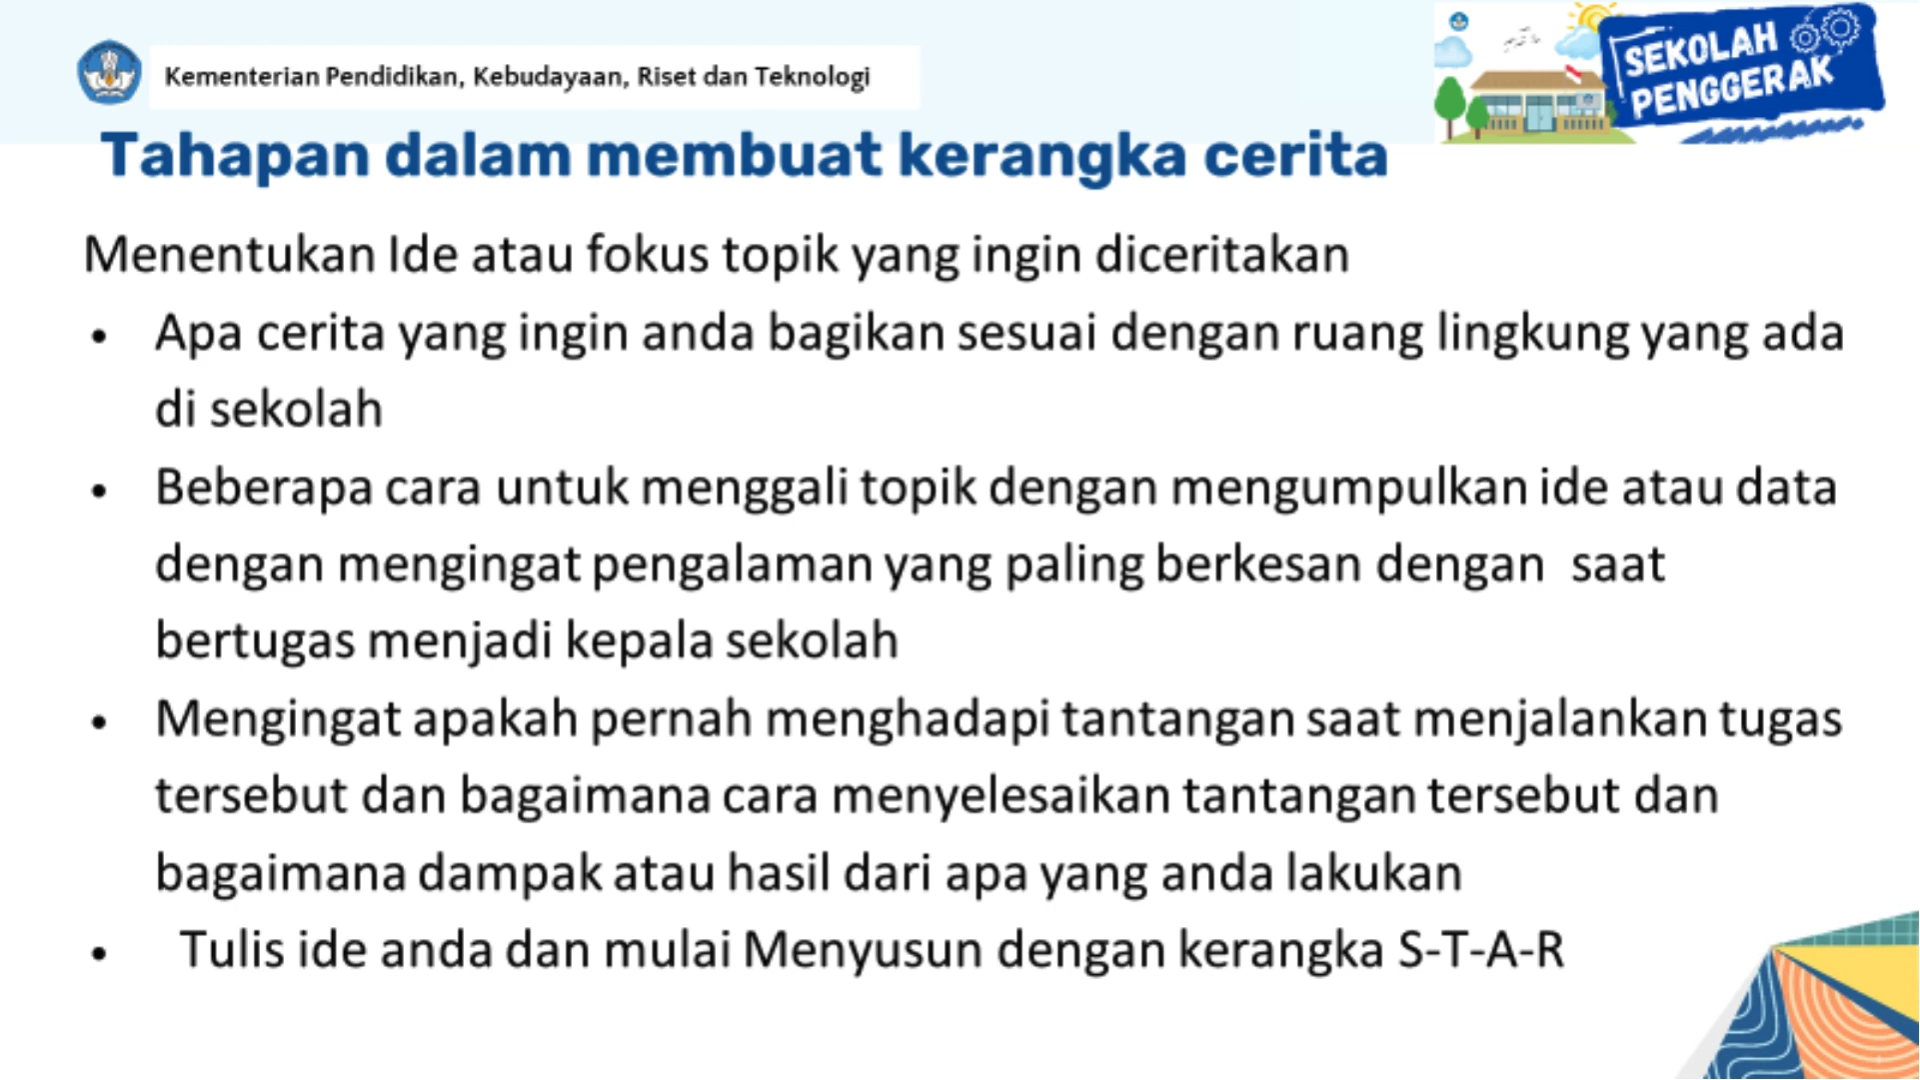 Kementerian Pendidikan, Kebudayaan, Riset dan Teknologi
SEKOLAH
PENGGERAK
Tahapan dalam membuat kerangka cerita
Menentukan Ide atau fokus topik yang ingin diceritakan
• Apa cerita yang ingin anda bagikan sesuai dengan ruang lingkung yang ada
di sekolah
• Beberapa cara untuk menggali topik dengan mengumpulkan ide atau data
dengan mengingat pengalaman yang paling berkesan dengan saat
bertugas menjadi kepala sekolah
• Mengingat apakah pernah menghadapi tantangan saat menjalankan tugas
tersebut dan bagaimana cara menyelesaikan tantangan tersebut dan
bagaimana dampak atau hasil dari apa yang anda lakukan
• Tulis ide anda dan mulai Menyusun dengan kerangka S-T-A-R